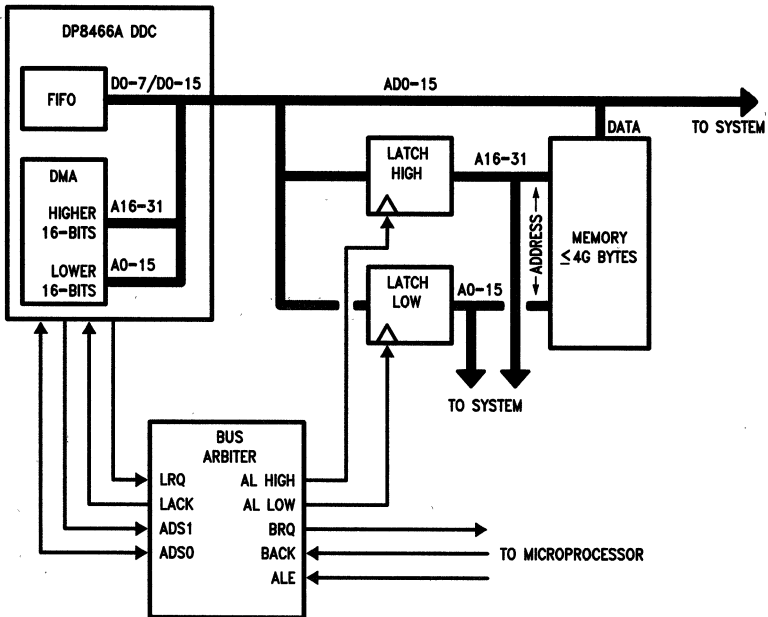 DP8466A DDC
FIFO
D0-7/D0-15
AD0-15
TO SYSTEM
DATA
DMA
HIGHER
16-BITS
A16-31
LOWER
16-BITS
A0-15
LATCH
HIGH
A16-31
LATCH
LOW
A0-15
ADDRESS
MEMORY
≤4G BYTES
TO SYSTEM
BUS
ARBITER
LRQ
AL HIGH
LACK
AL LOW
ADS1
BRQ
ADS0
BACK
TO MICROPROCESSOR
ALE